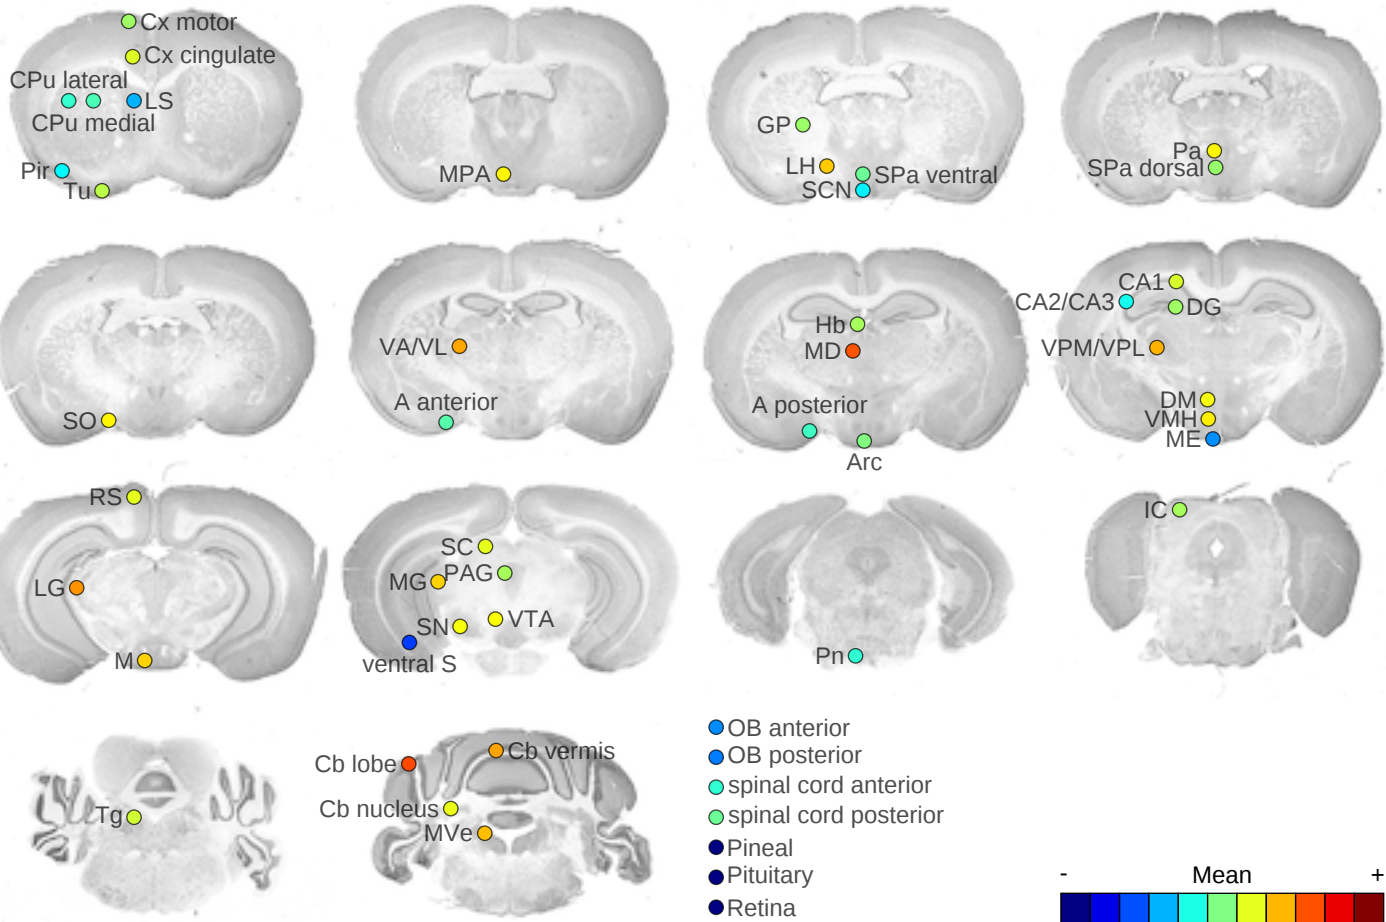 Cx motor
Cx cingulate
CPu lateral
LS
CPu medial
Pir
Tu
MPA
GP
LH
SPa ventral
SCN
Pa
SPa dorsal
SO
VA/VL
A anterior
Hb
MD
A posterior
Arc
CA1
CA2/CA3
DG
VPM/VPL
DM
VMH
ME
RS
LG
M
SC
PAG
MG
SN
VTA
ventral S
Pn
IC
Tg
Cb lobe
Cb vermis
Cb nucleus
MVe
OB anterior
OB posterior
spinal cord anterior
spinal cord posterior
Pineal
Pituitary
Retina
- Mean +